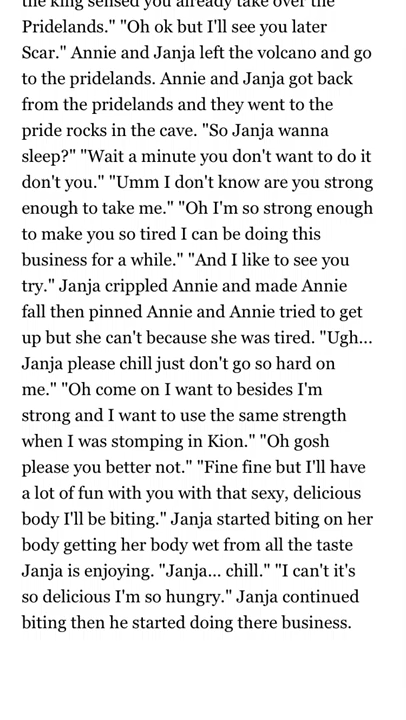 the king sensed you already take over the
Pridelands." "Oh ok but I'll see you later
Scar." Annie and Janja left the volcano and go
to the pridelands. Annie and Janja got back
from the pridelands and they went to the
pride rocks in the cave. "So Janja wanna
sleep?" "Wait a minute you don't want to do it
don't you." "Umm I don't know are you strong
enough to take me." "Oh I'm so strong enough
to make you so tired I can be doing this
business for a while." "And I like to see you
try." Janja crippled Annie and made Annie
fall then pinned Annie and Annie tried to get
up but she can't because she was tired. "Ugh...
Janja please chill just don't go so hard on
me." "Oh come on I want to besides I'm
strong and I want to use the same strength
when I was stomping in Kion." "Oh gosh
please you better not." "Fine fine but I'll have
a lot of fun with you with that sexy, delicious
body I'll be biting." Janja started biting on her
body getting her body wet from all the taste
Janja is enjoying. "Janja... chill." "I can't it's
so delicious I'm so hungry." Janja continued
biting then he started doing there business.